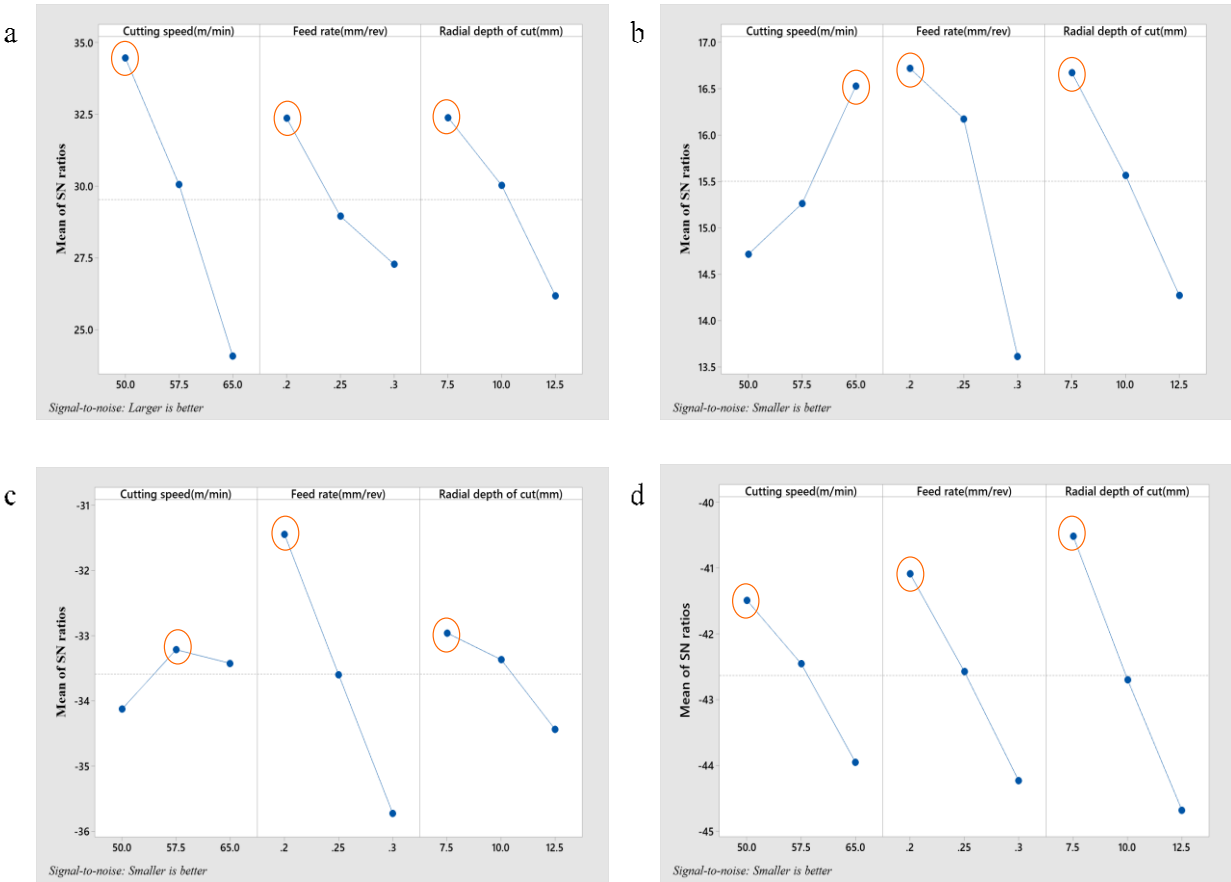 a
Cutting speed(m/min) Feed rate(mm/rev) Radial depth of cut(mm)
Mean of SN ratios
35.0
32.5
30.0
27.5
25.0
50.0 57.5 65.0 .2 .25 .3 7.5 10.0 12.5
Signal-to-noise: Larger is better
b
Cutting speed(m/min) Feed rate(mm/rev) Radial depth of cut(mm)
Mean of SN ratios
17.0
16.5
16.0
15.5
15.0
14.5
14.0
13.5
50.0 57.5 65.0 .2 .25 .3 7.5 10.0 12.5
Signal-to-noise: Smaller is better
c
Cutting speed(m/min) Feed rate(mm/rev) Radial depth of cut(mm)
Mean of SN ratios
-31
-32
-33
-34
-35
-36
50.0 57.5 65.0 .2 .25 .3 7.5 10.0 12.5
Signal-to-noise: Smaller is better
d
Cutting speed(m/min) Feed rate(mm/rev) Radial depth of cut(mm)
Mean of SN ratios
-40
-41
-42
-43
-44
-45
50.0 57.5 65.0 .2 .25 .3 7.5 10.0 12.5
Signal-to-noise: Smaller is better